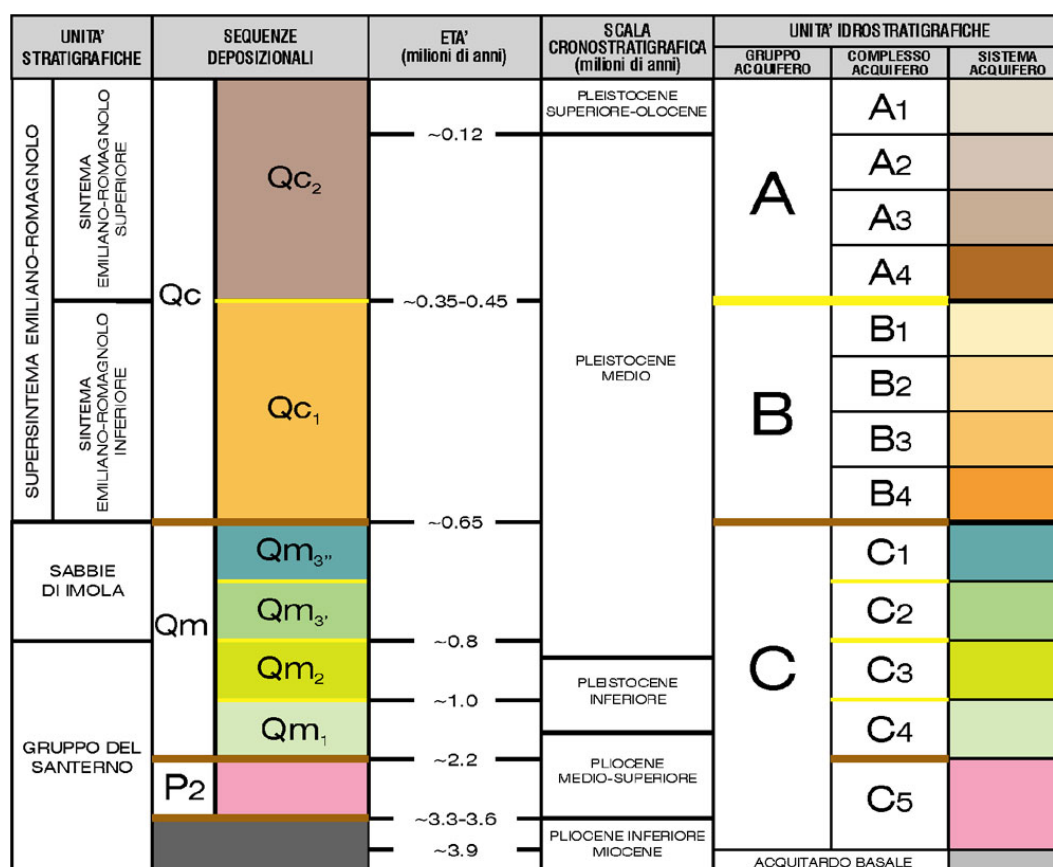 UNITA' STRATIGRAFICHE
SEQUENZE DEPOSIZIONALI
ETA' (milioni di anni)
SCALA CRONOSTRATIGRAFICA (milioni di anni)
UNITA' IDROSTRATIGRAFICHE
GRUPPO ACQUIFERO
COMPLESSO ACQUIFERO
SISTEMA ACQUIFERO
SUPERSINTEMA EMILIANO-ROMAGNOLO
SINTEMA EMILIANO-ROMAGNOLO SUPERIORE
SINTEMA EMILIANO-ROMAGNOLO INFERIORE
SABBIE DI IMOLA
GRUPPO DEL SANTERNO
Qc
Qm
P2
Qc2
Qc1
Qm3''
Qm3'
Qm2
Qm1
~0.12
~0.35-0.45
~0.65
~0.8
~1.0
~2.2
~3.3-3.6
~3.9
PLEISTOCENE SUPERIORE-OLOCENE
PLEISTOCENE MEDIO
PLEISTOCENE INFERIORE
PLIOCENE MEDIO-SUPERIORE
PLIOCENE INFERIORE MIOCENE
A
B
C
A1
A2
A3
A4
B1
B2
B3
B4
C1
C2
C3
C4
C5
ACQUITARDO BASALE